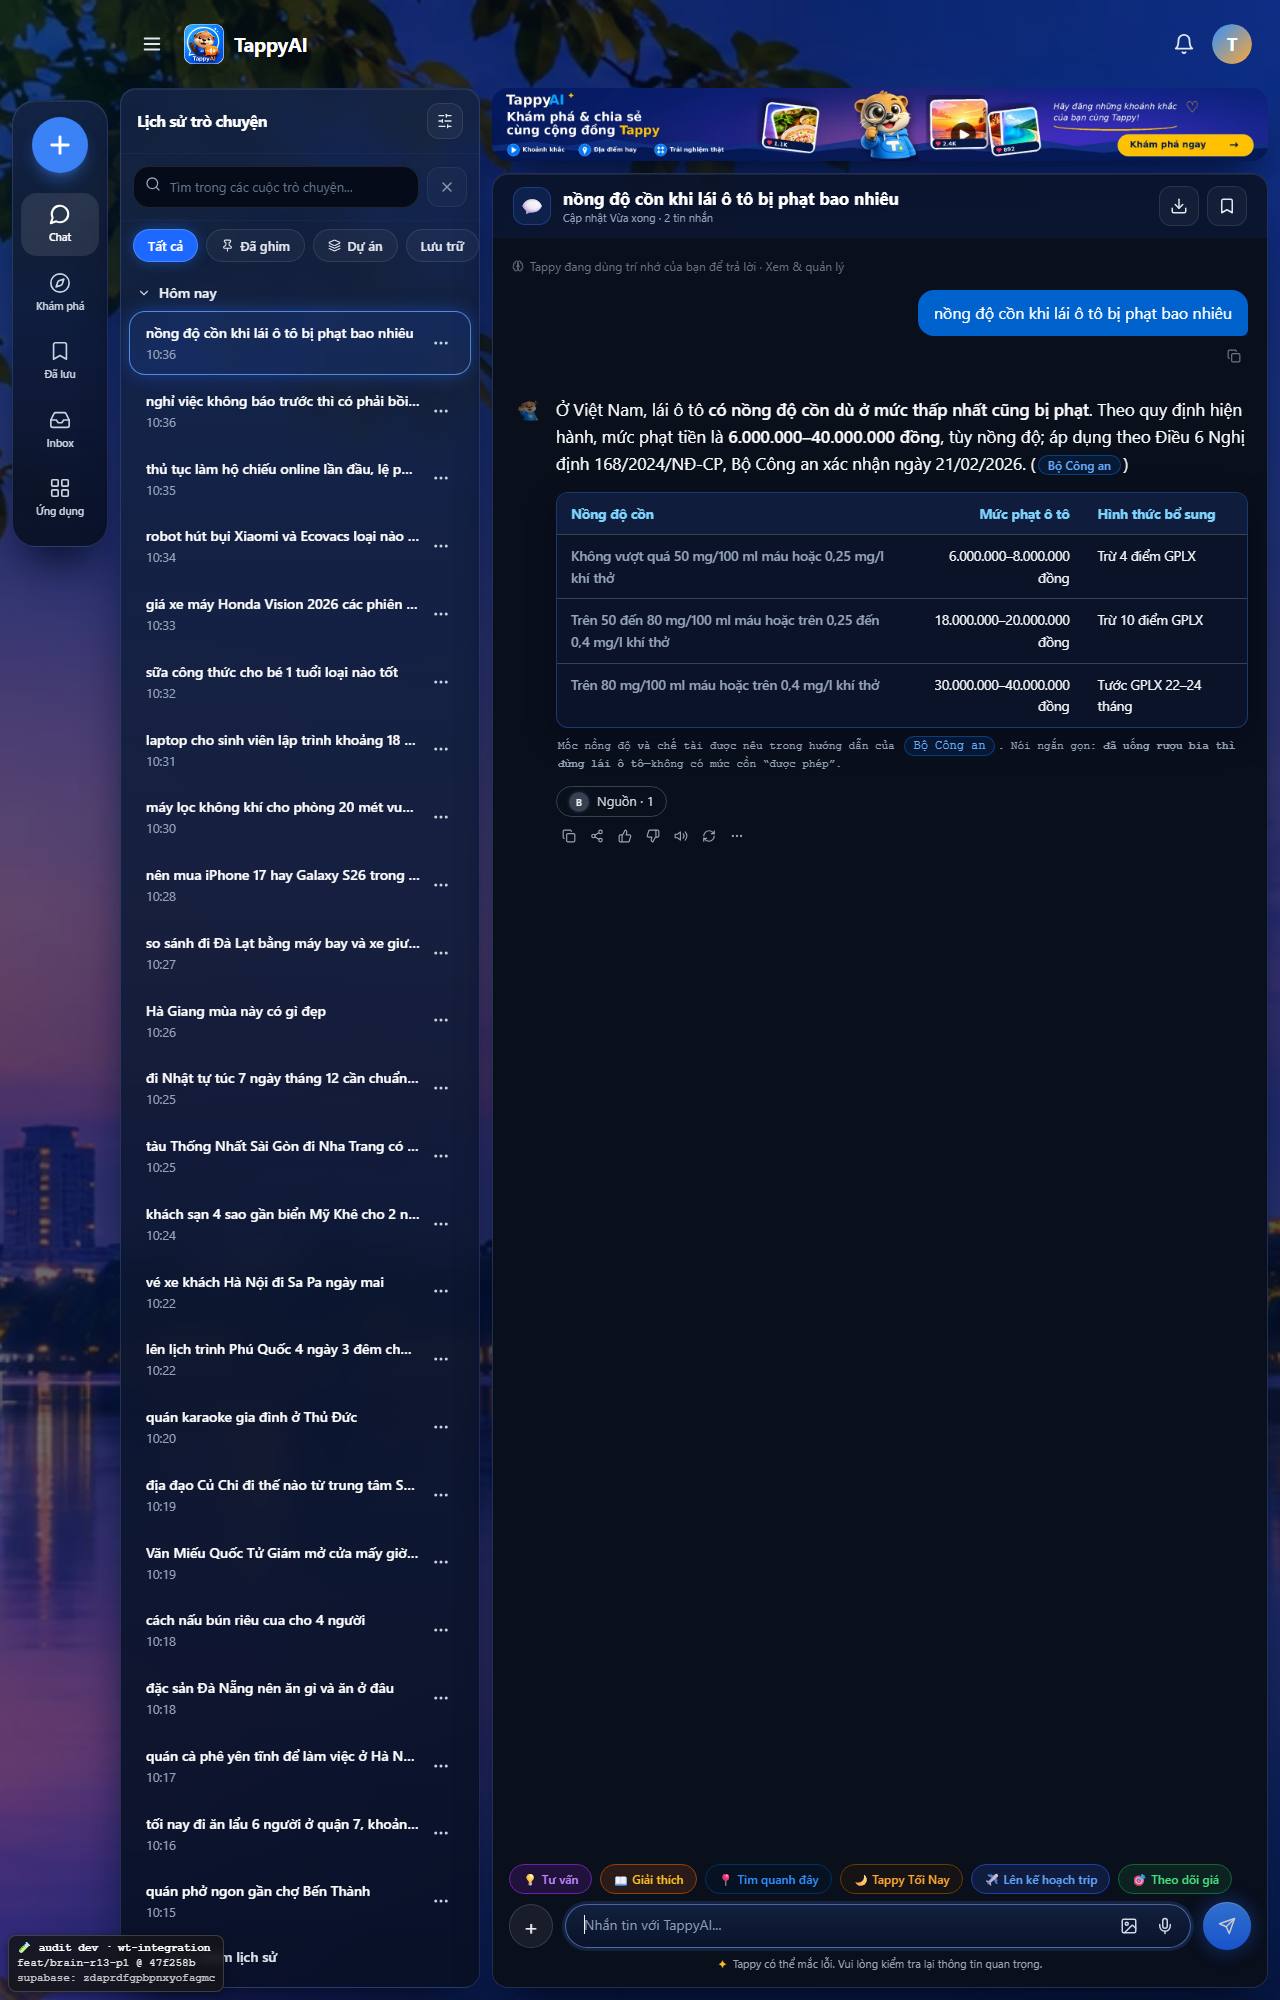 TappyAI
T
TappyAI
Khám phá & chia sẻ
cùng cộng đồng Tappy
Khoảnh khắc
Địa điểm hay
Trải nghiệm thật
1.1K
2.4K
892
Hãy đăng những khoảnh khắc
của bạn cùng Tappy!
Khám phá ngay →
Chat
Khám phá
Đã lưu
Inbox
Ứng dụng
Lịch sử trò chuyện
Tìm trong các cuộc trò chuyện...
Tất cả
Đã ghim
Dự án
Lưu trữ
Hôm nay
nồng độ cồn khi lái ô tô bị phạt bao nhiêu
10:36
nghỉ việc không báo trước thì có phải bồi...
10:36
thủ tục làm hộ chiếu online lần đầu, lệ p...
10:35
robot hút bụi Xiaomi và Ecovacs loại nào ...
10:34
giá xe máy Honda Vision 2026 các phiên ...
10:33
sữa công thức cho bé 1 tuổi loại nào tốt
10:32
laptop cho sinh viên lập trình khoảng 18 ...
10:31
máy lọc không khí cho phòng 20 mét vu...
10:30
nên mua iPhone 17 hay Galaxy S26 trong ...
10:28
so sánh đi Đà Lạt bằng máy bay và xe giư...
10:27
Hà Giang mùa này có gì đẹp
10:26
đi Nhật tự túc 7 ngày tháng 12 cần chuẩn...
10:25
tàu Thống Nhất Sài Gòn đi Nha Trang có ...
10:25
khách sạn 4 sao gần biển Mỹ Khê cho 2 n...
10:24
vé xe khách Hà Nội đi Sa Pa ngày mai
10:22
lên lịch trình Phú Quốc 4 ngày 3 đêm ch...
10:22
quán karaoke gia đình ở Thủ Đức
10:20
địa đạo Củ Chi đi thế nào từ trung tâm S...
10:19
Văn Miếu Quốc Tử Giám mở cửa mấy giờ...
10:19
cách nấu bún riêu cua cho 4 người
10:18
đặc sản Đà Nẵng nên ăn gì và ăn ở đâu
10:18
quán cà phê yên tĩnh để làm việc ở Hà N...
10:17
tối nay đi ăn lẩu 6 người ở quận 7, khoản...
10:16
quán phở ngon gần chợ Bến Thành
10:15
lịch sử
audit dev · wt-integration
feat/brain-r13-p1 @ 47f258b
supabase: zdaprdfgpbpnxyofagmc
nồng độ cồn khi lái ô tô bị phạt bao nhiêu
Cập nhật Vừa xong · 2 tin nhắn
Tappy đang dùng trí nhớ của bạn để trả lời · Xem & quản lý
nồng độ cồn khi lái ô tô bị phạt bao nhiêu
Ở Việt Nam, lái ô tô có nồng độ cồn dù ở mức thấp nhất cũng bị phạt. Theo quy định hiện
hành, mức phạt tiền là 6.000.000–40.000.000 đồng, tùy nồng độ; áp dụng theo Điều 6 Nghị
định 168/2024/NĐ-CP, Bộ Công an xác nhận ngày 21/02/2026. ( Bộ Công an )
Nồng độ cồn Mức phạt ô tô Hình thức bổ sung
Không vượt quá 50 mg/100 ml máu hoặc 0,25 mg/l khí thở 6.000.000–8.000.000 đồng Trừ 4 điểm GPLX
Trên 50 đến 80 mg/100 ml máu hoặc trên 0,25 đến 0,4 mg/l khí thở 18.000.000–20.000.000 đồng Trừ 10 điểm GPLX
Trên 80 mg/100 ml máu hoặc trên 0,4 mg/l khí thở 30.000.000–40.000.000 đồng Tước GPLX 22–24 tháng
Mốc nồng độ và chế tài được nêu trong hướng dẫn của Bộ Công an . Nói ngắn gọn: đã uống rượu bia thì
đừng lái ô tô—không có mức cồn “được phép”.
B Nguồn · 1
Tư vấn
Giải thích
Tìm quanh đây
Tappy Tối Nay
Lên kế hoạch trip
Theo dõi giá
Nhắn tin với TappyAI...
Tappy có thể mắc lỗi. Vui lòng kiểm tra lại thông tin quan trọng.